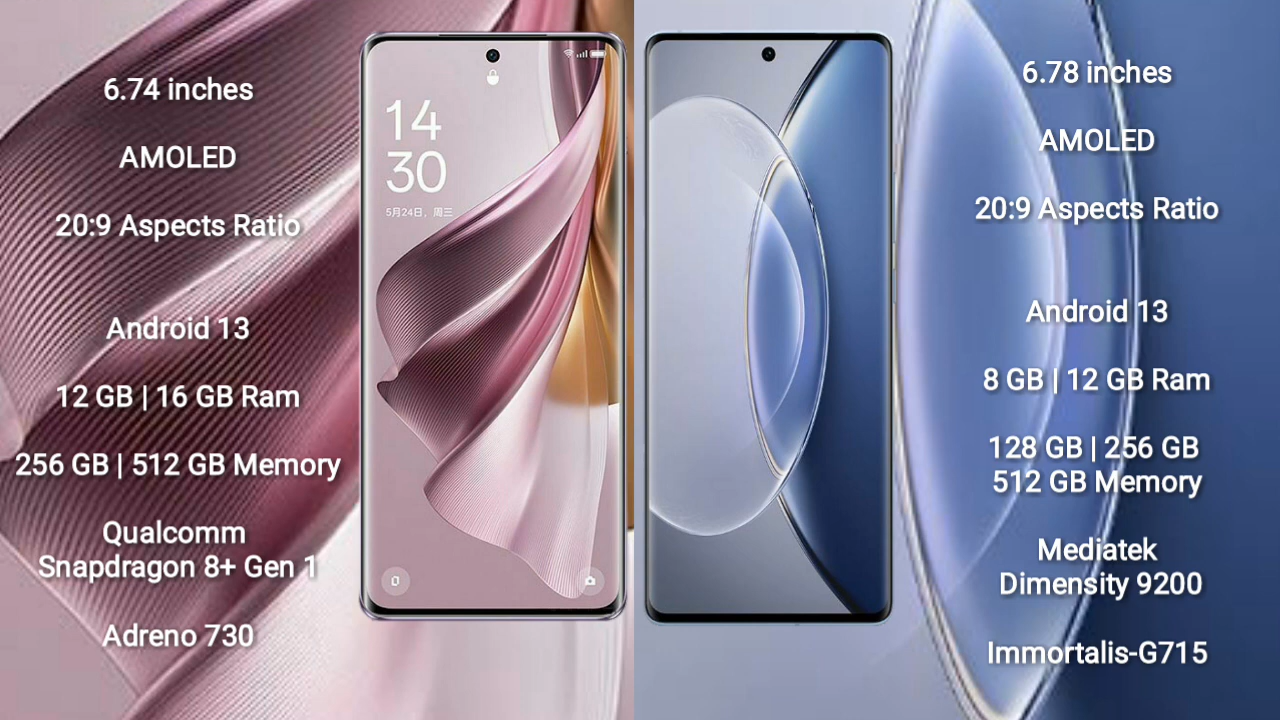 6.74 inches
AMOLED
20:9 Aspects Ratio
Android 13
12 GB | 16 GB Ram
256 GB | 512 GB Memory
Qualcomm
Snapdragon 8+ Gen 1
Adreno 730
14
30
5月24日，周三
6.78 inches
AMOLED
20:9 Aspects Ratio
Android 13
8 GB | 12 GB Ram
128 GB | 256 GB
512 GB Memory
Mediatek
Dimensity 9200
Immortalis-G715